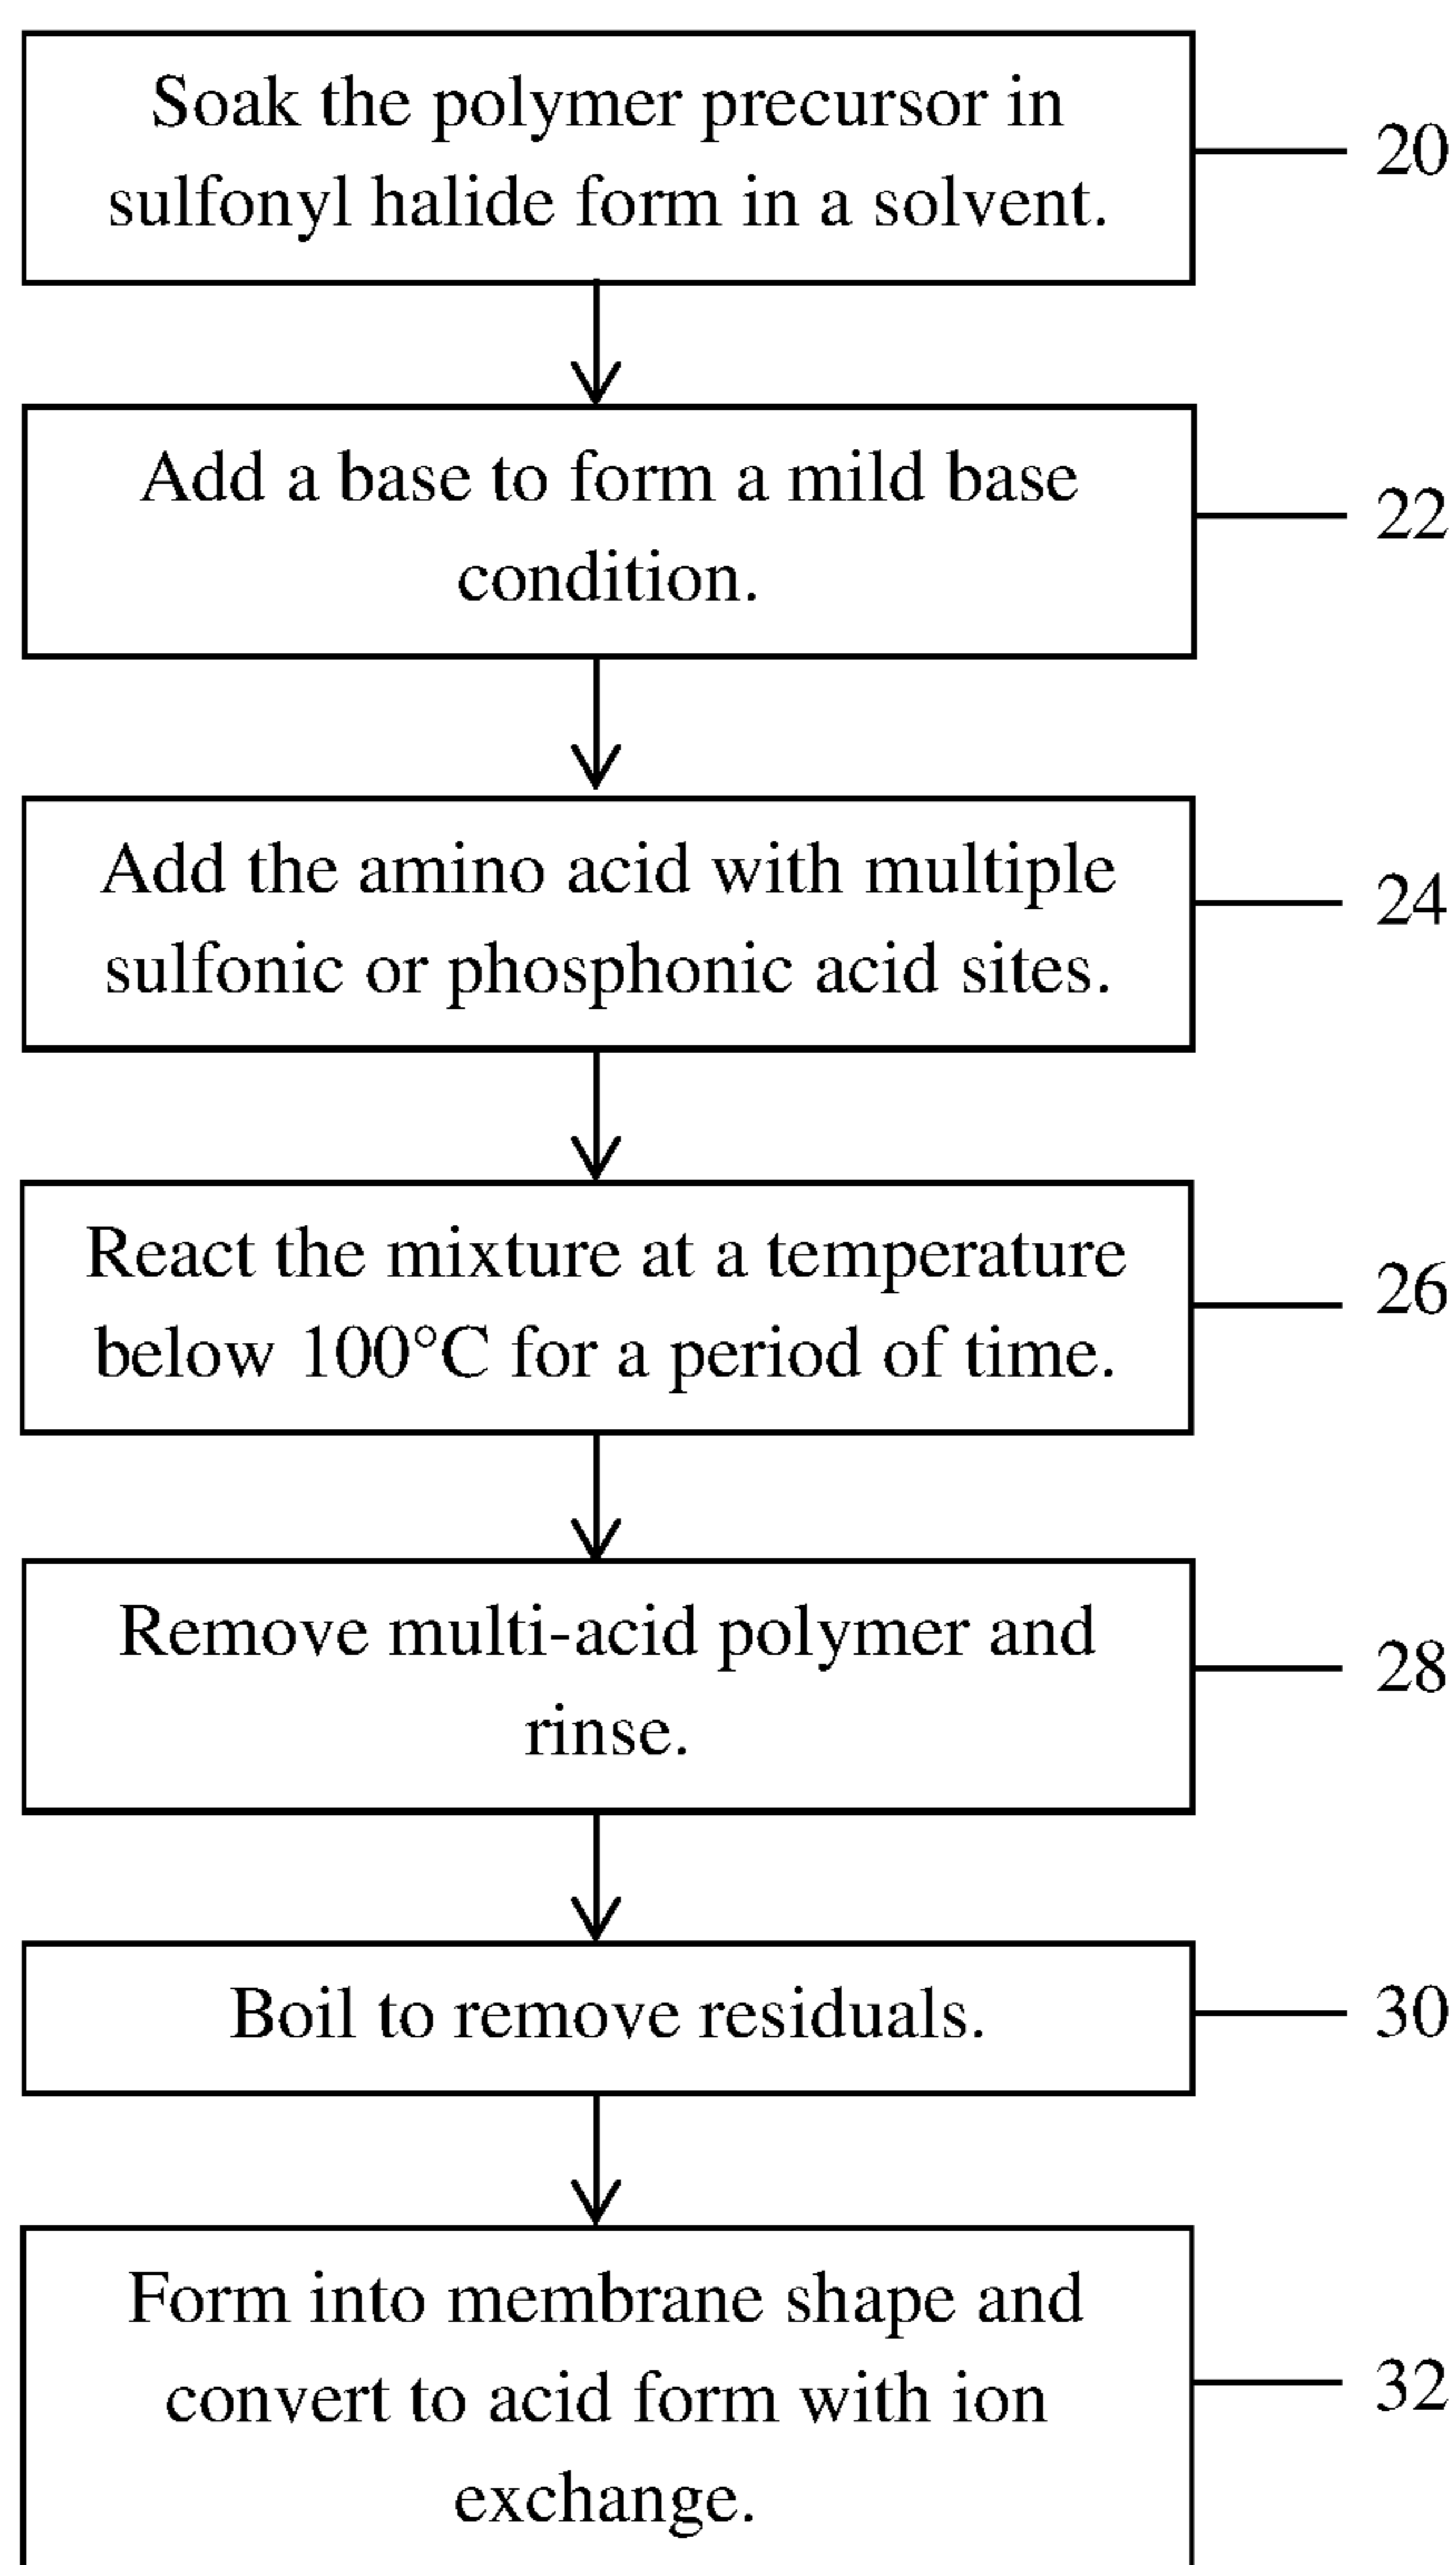 Soak the polymer precursor in
sulfonyl halide form in a solvent.
20
Add a base to form a mild base
condition.
22
Add the amino acid with multiple
sulfonic or phosphonic acid sites.
24
React the mixture at a temperature
below 100°C for a period of time.
26
Remove multi-acid polymer and
rinse.
28
Boil to remove residuals.
30
Form into membrane shape and
convert to acid form with ion
exchange.
32